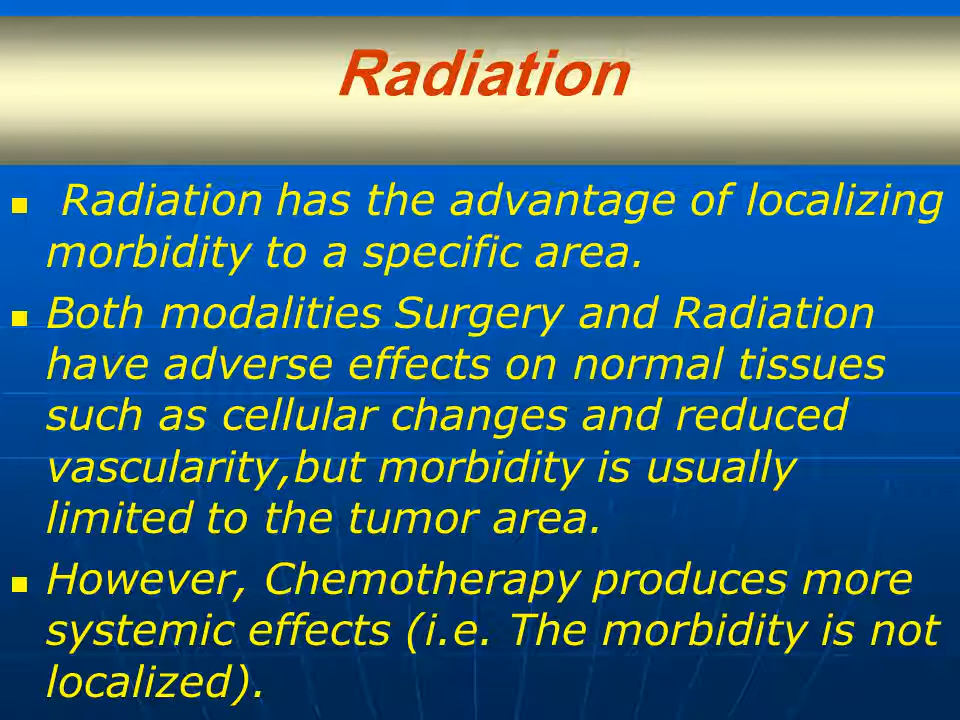 Radiation
Radiation has the advantage of localizing
morbidity to a specific area.
Both modalities Surgery and Radiation
have adverse effects on normal tissues
such as cellular changes and reduced
vascularity,but morbidity is usually
limited to the tumor area.
However, Chemotherapy produces more
systemic effects (i.e. The morbidity is not
localized).